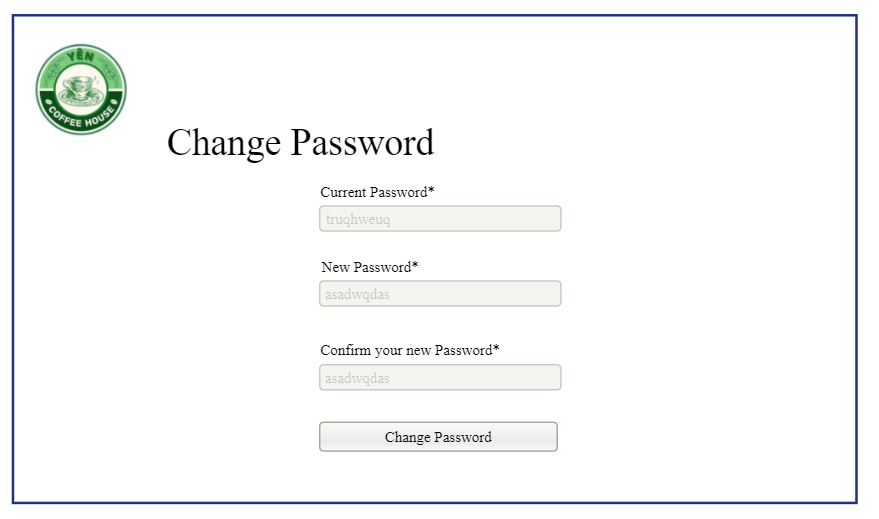 YÊN
COFFEE HOUSE
Change Password
Current Password*
truqhweuq
New Password*
asadwqdas
Confirm your new Password*
asadwqdas
Change Password